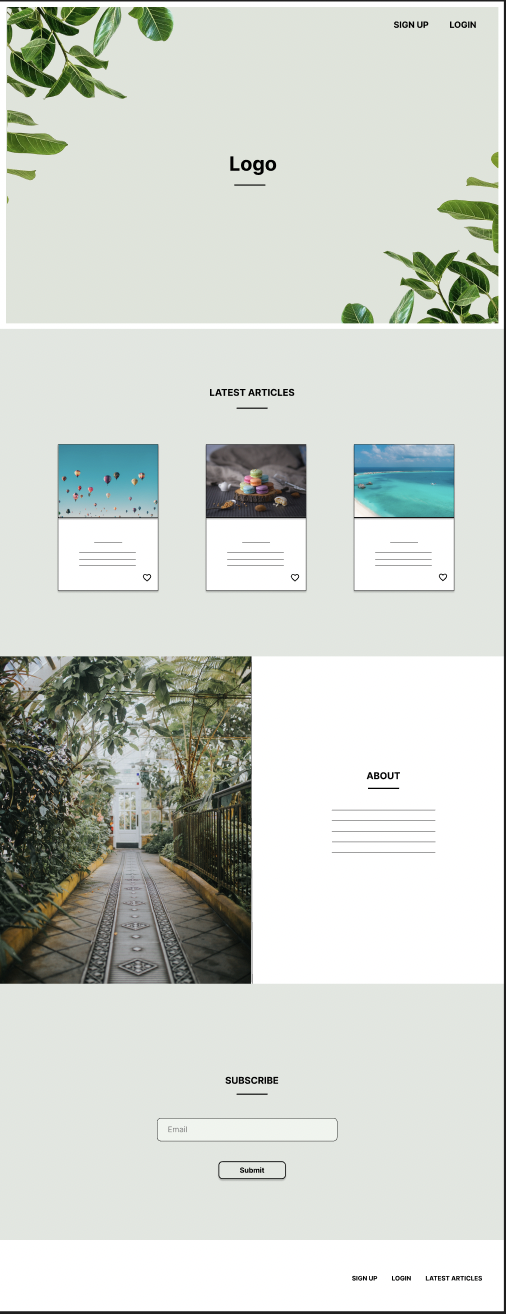 SIGN UP LOGIN
Logo
LATEST ARTICLES
ABOUT
SUBSCRIBE
Email
Submit
SIGN UP LOGIN LATEST ARTICLES